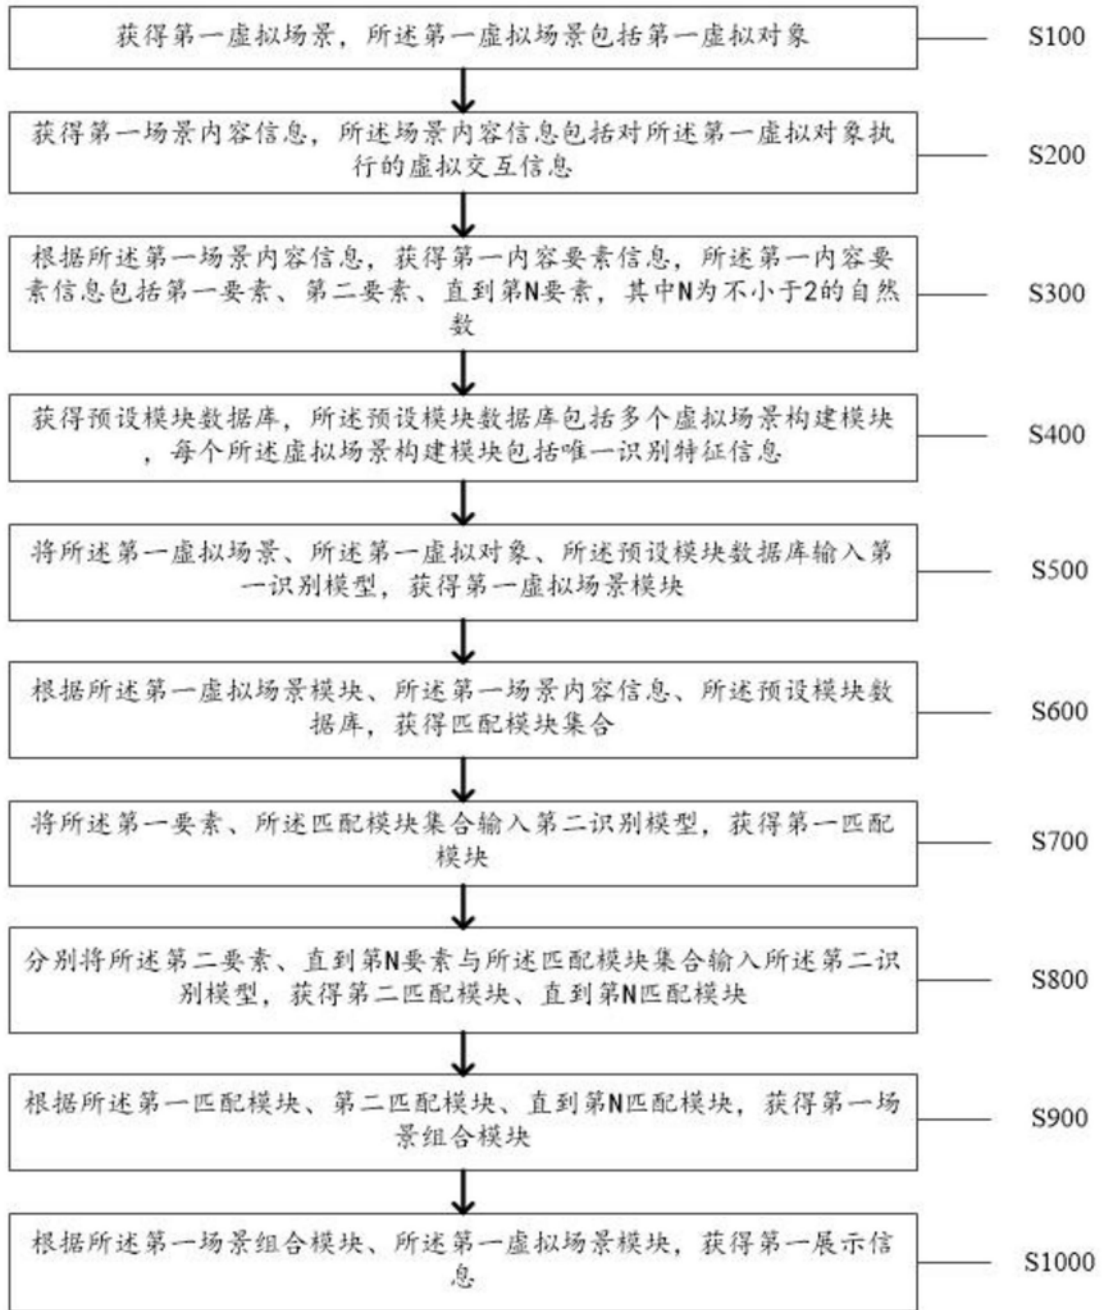 获得第一虚拟场景，所述第一虚拟场景包括第一虚拟对象
S100
获得第一场景内容信息，所述场景内容信息包括对所述第一虚拟对象执
行的虚拟交互信息
S200
根据所述第一场景内容信息，获得第一内容要素信息，所述第一内容要
素信息包括第一要素、第二要素、直到第N要素，其中N为不小于2的自然
数
S300
获得预设模块数据库，所述预设模块数据库包括多个虚拟场景构建模块
，每个所述虚拟场景构建模块包括唯一识别特征信息
S400
将所述第一虚拟场景、所述第一虚拟对象、所述预设模块数据库输入第
一识别模型，获得第一虚拟场景模块
S500
根据所述第一虚拟场景模块、所述第一场景内容信息、所述预设模块数
据库，获得匹配模块集合
S600
将所述第一要素、所述匹配模块集合输入第二识别模型，获得第一匹配
模块
S700
分别将所述第二要素、直到第N要素与所述匹配模块集合输入所述第二识
别模型，获得第二匹配模块、直到第N匹配模块
S800
根据所述第一匹配模块、第二匹配模块、直到第N匹配模块，获得第一场
景组合模块
S900
根据所述第一场景组合模块、所述第一虚拟场景模块，获得第一展示信
息
S1000